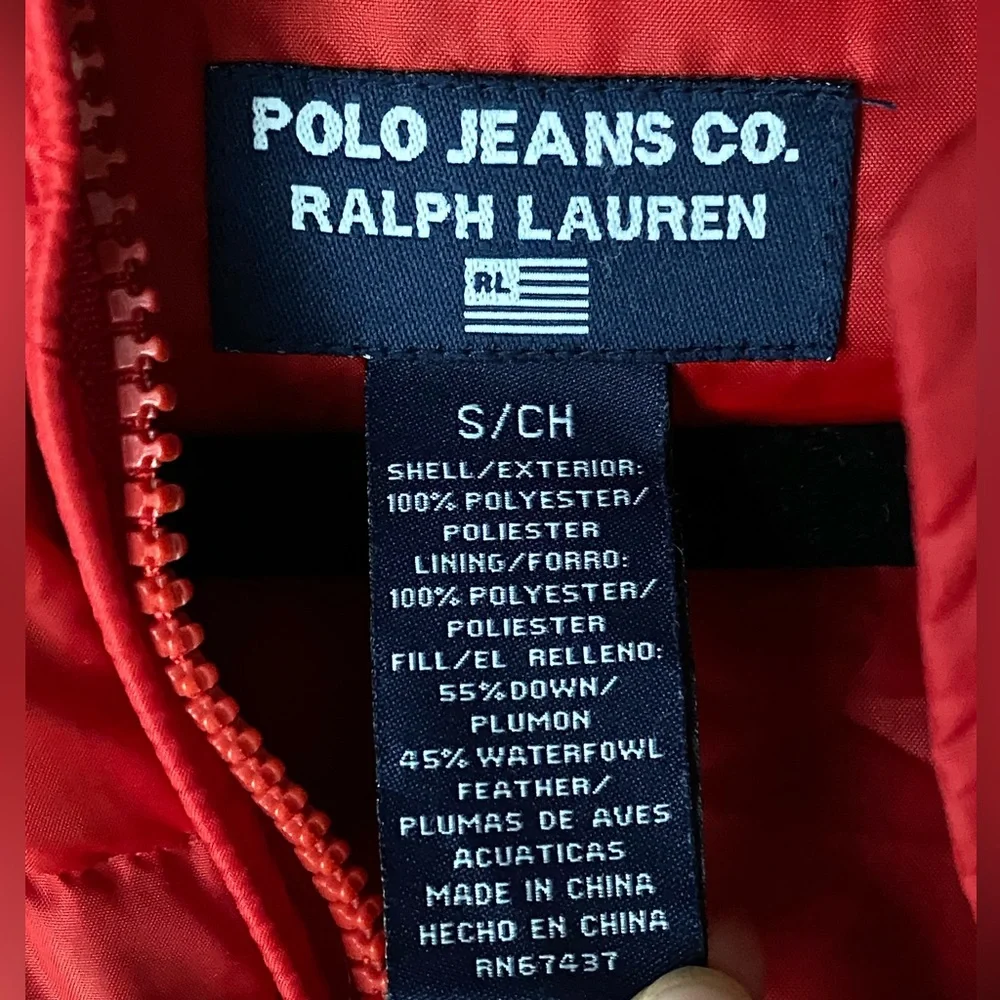 POLO JEANS CO.
RALPH LAUREN
RL
S/CH
SHELL/EXTERIOR:
100% POLYESTER/
POLIESTER
LINING/FORRO:
100% POLYESTER/
POLIESTER
FILL/EL RELLENO:
55%DOWN/
PLUMON
45% WATERFOWL
FEATHER/
PLUMAS DE AVES
ACUATICAS
MADE IN CHINA
HECHO EN CHINA
RN67437